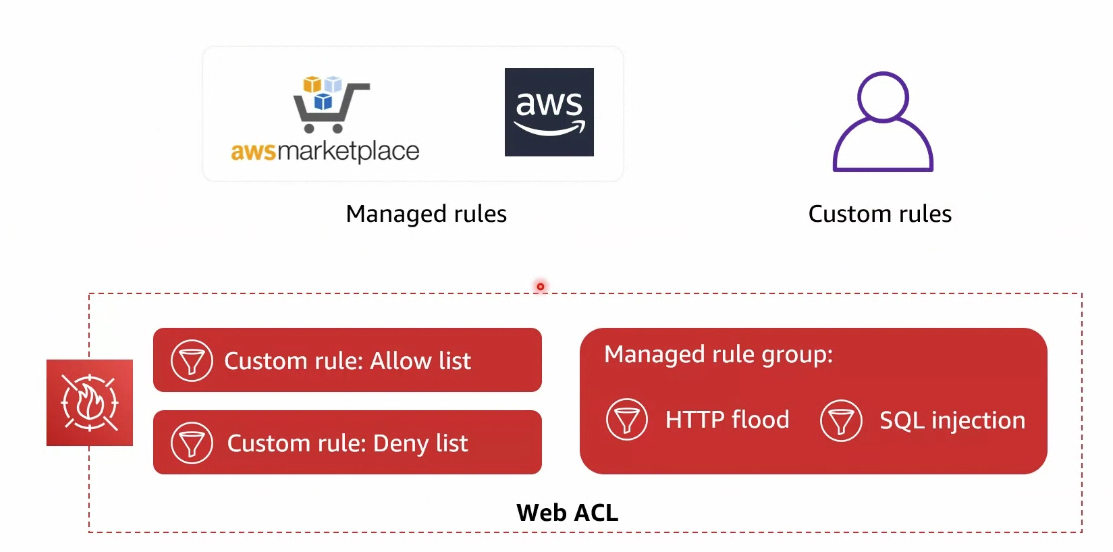 awsmarketplace
aws
Managed rules
Custom rules
Custom rule: Allow list
Custom rule: Deny list
Managed rule group:
HTTP flood
SQL injection
Web ACL